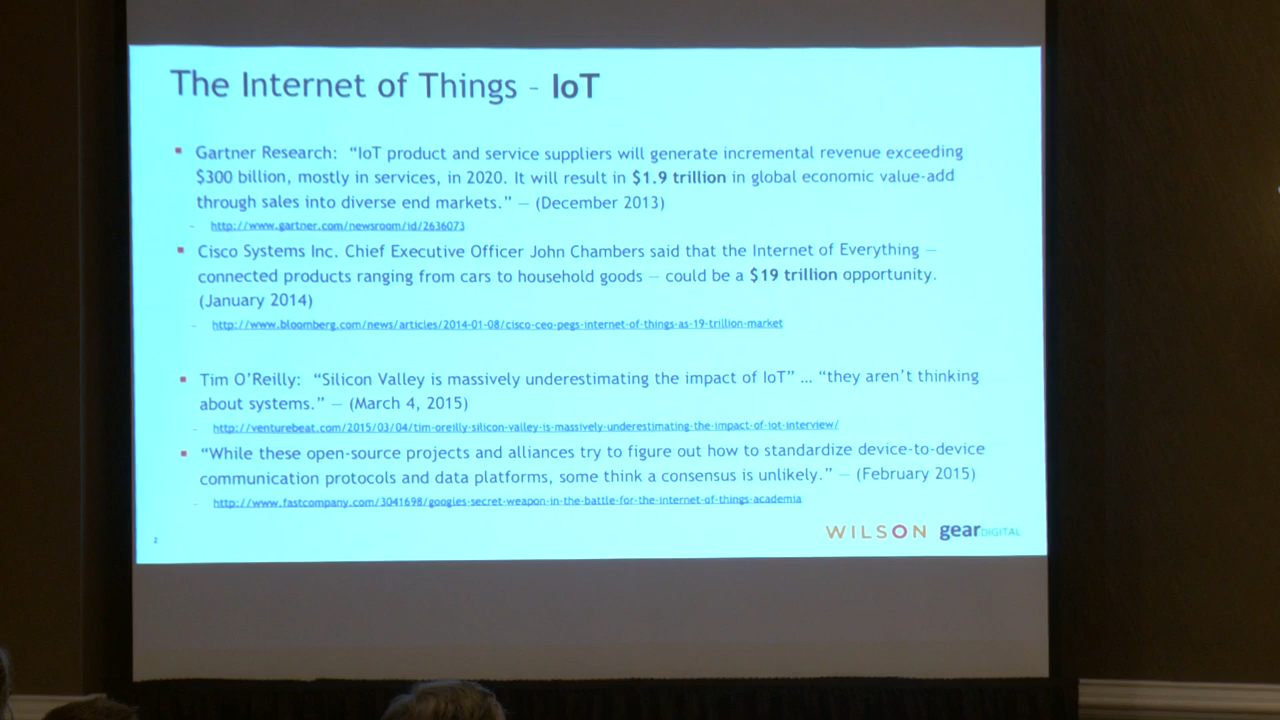 The Internet of Things - IoT
Gartner Research: “IoT product and service suppliers will generate incremental revenue exceeding
$300 billion, mostly in services, in 2020. It will result in $1.9 trillion in global economic value-add
through sales into diverse end markets.” — (December 2013)
http://www.gartner.com/newsroom/id/2636073
Cisco Systems Inc. Chief Executive Officer John Chambers said that the Internet of Everything —
connected products ranging from cars to household goods — could be a $19 trillion opportunity.
(January 2014)
http://www.bloomberg.com/news/articles/2014-01-08/cisco-ceo-pegs-internet-of-things-as-19-trillion-market
Tim O’Reilly: “Silicon Valley is massively underestimating the impact of IoT” ... “they aren’t thinking
about systems.” — (March 4, 2015)
http://venturebeat.com/2015/03/04/tim-oreilly-silicon-valley-is-massively-underestimating-the-impact-of-iot-interview/
“While these open-source projects and alliances try to figure out how to standardize device-to-device
communication protocols and data platforms, some think a consensus is unlikely.” — (February 2015)
http://www.fastcompany.com/3041698/googles-secret-weapon-in-the-battle-for-the-internet-of-things-academia
2 WILSON gearDIGITAL